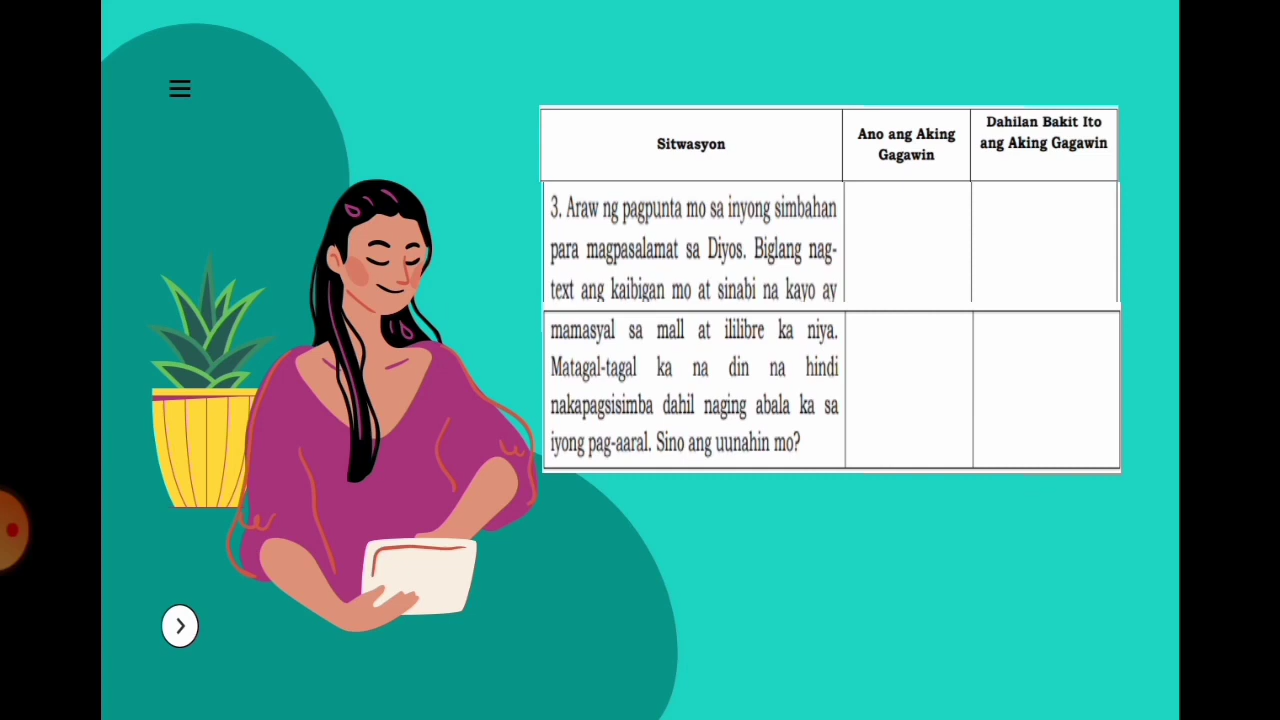 Sitwasyon
Ano ang Aking
Gagawin
Dahilan Bakit Ito
ang Aking Gagawin
3. Araw ng pagpunta mo sa inyong simbahan
para magpasalamat sa Diyos. Biglang nag-
text ang kaibigan mo at sinabi na kayo ay
mamasyal sa mall at ililibre ka niya.
Matagal-tagal ka na din na hindi
nakapagsisimba dahil naging abala ka sa
iyong pag-aaral. Sino ang uunahin mo?